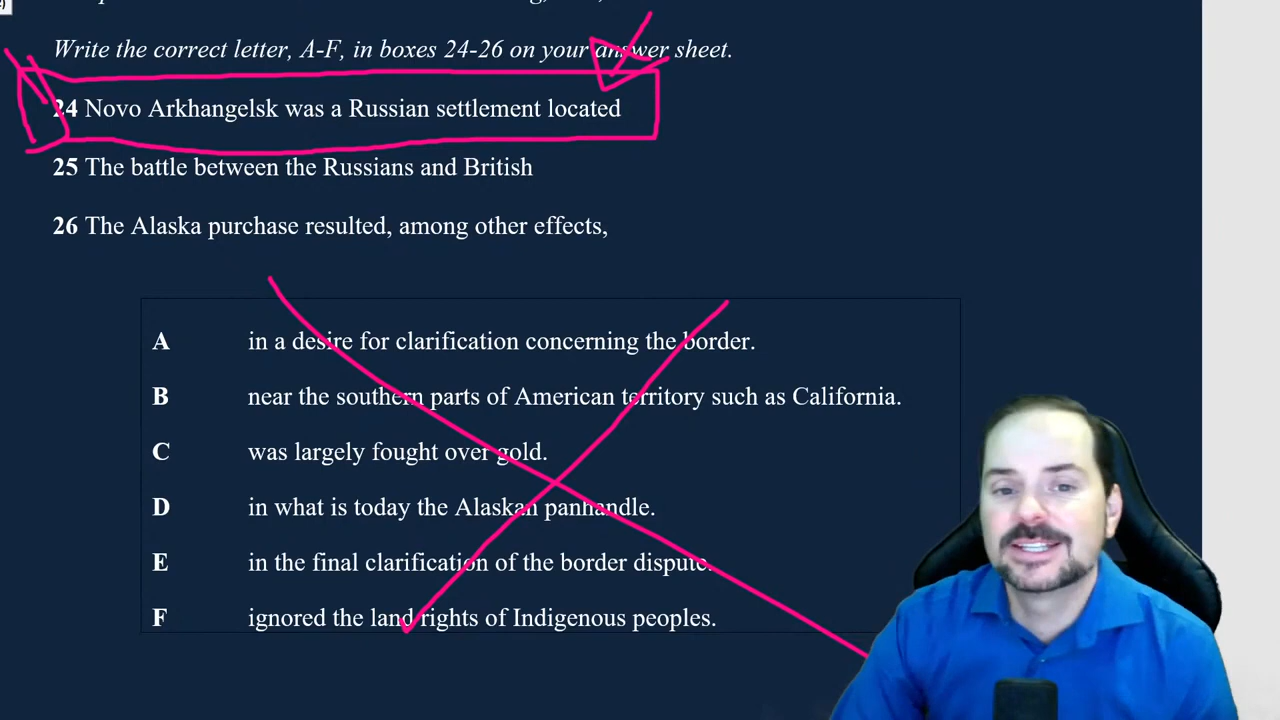 Write the correct letter, A-F, in boxes 24-26 on your answer sheet.
24 Novo Arkhangelsk was a Russian settlement located
25 The battle between the Russians and British
26 The Alaska purchase resulted, among other effects,
A in a desire for clarification concerning the border.
B near the southern parts of American territory such as California.
C was largely fought over gold.
D in what is today the Alaskan panhandle.
E in the final clarification of the border dispute.
F ignored the land rights of Indigenous peoples.